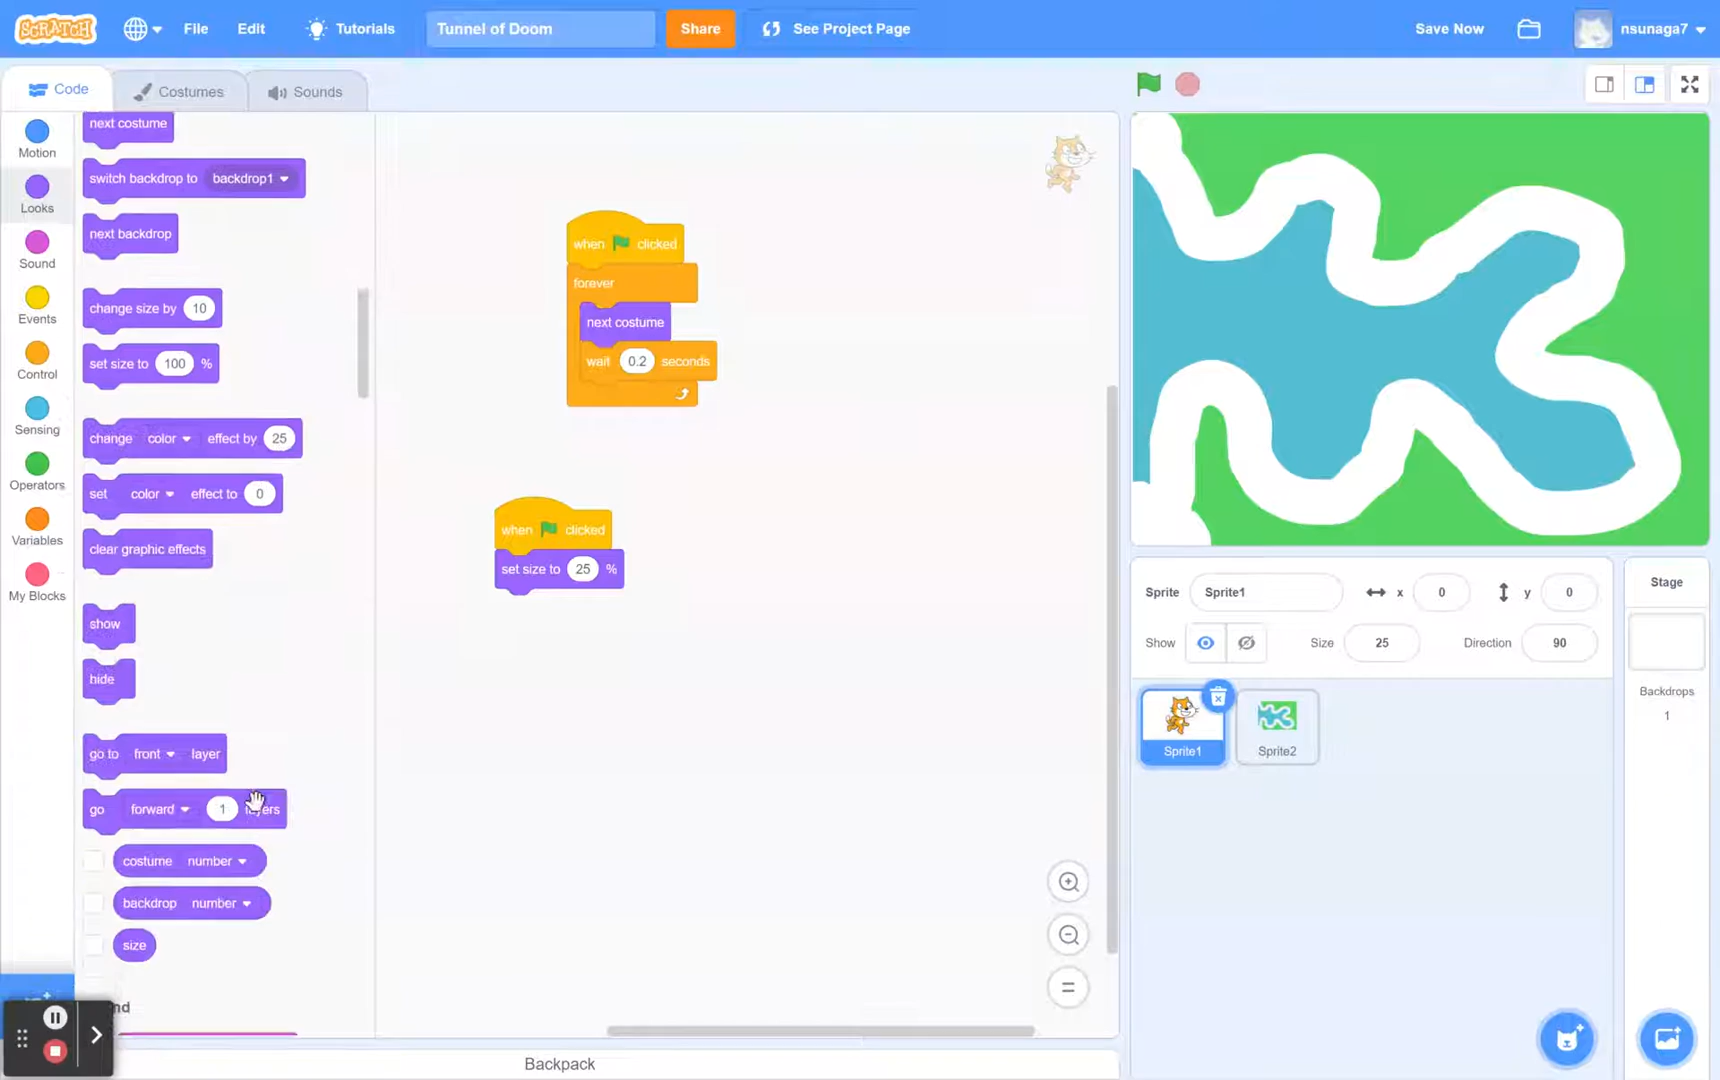 SCRATCH File Edit Tutorials Tunnel of Doom Share See Project Page Save Now nsunaga7
Code Costumes Sounds
Motion
Looks
Sound
Events
Control
Sensing
Operators
Variables
My Blocks
next costume
switch backdrop to backdrop1
next backdrop
change size by 10
set size to 100 %
change color effect by 25
set color effect to 0
clear graphic effects
show
hide
go to front layer
go forward 1 layers
costume number
backdrop number
size
when clicked
forever
next costume
wait 0.2 seconds
when clicked
set size to 25 %
Sprite Sprite1 x 0 y 0
Show Size 25 Direction 90
Sprite1 Sprite2
Stage
Backdrops
1
Backpack